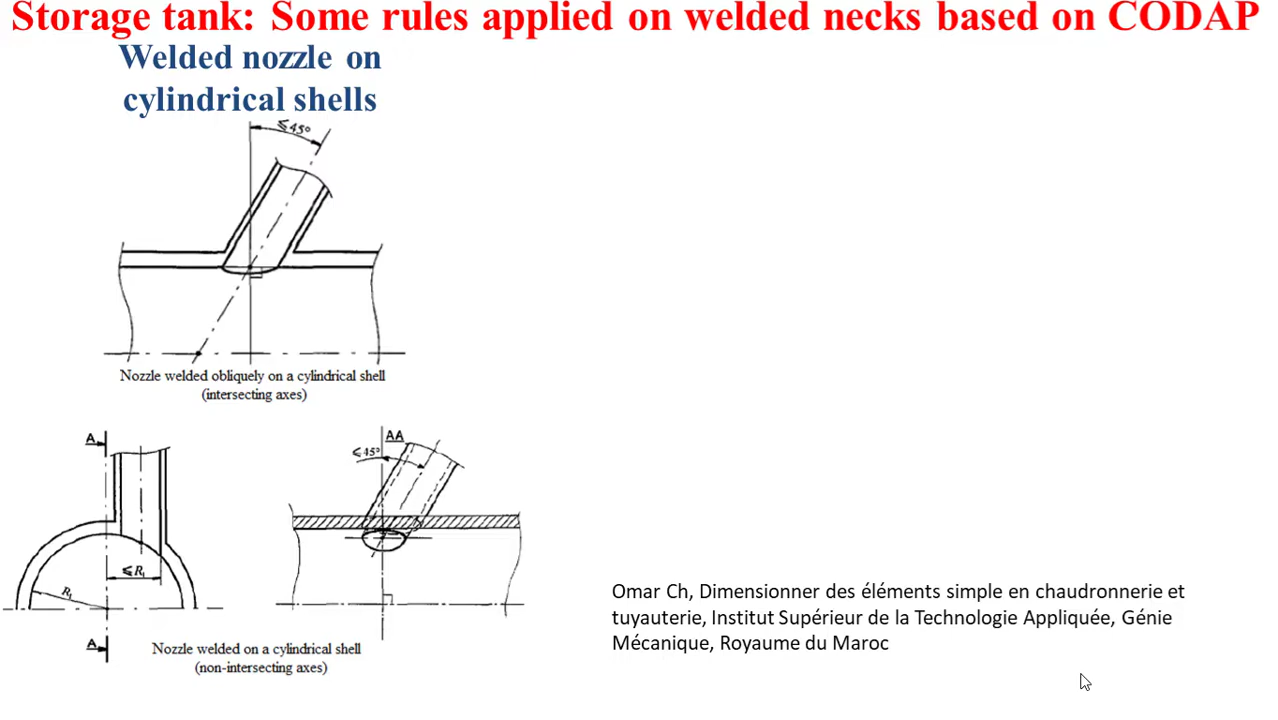 Storage tank: Some rules applied on welded necks based on CODAP
Welded nozzle on
cylindrical shells
⩽45°
Nozzle welded obliquely on a cylindrical shell
(intersecting axes)
A
AA
⩽45°
⩽Ri
Ri
A
Nozzle welded on a cylindrical shell
(non-intersecting axes)
Omar Ch, Dimensionner des éléments simple en chaudronnerie et
tuyauterie, Institut Supérieur de la Technologie Appliquée, Génie
Mécanique, Royaume du Maroc